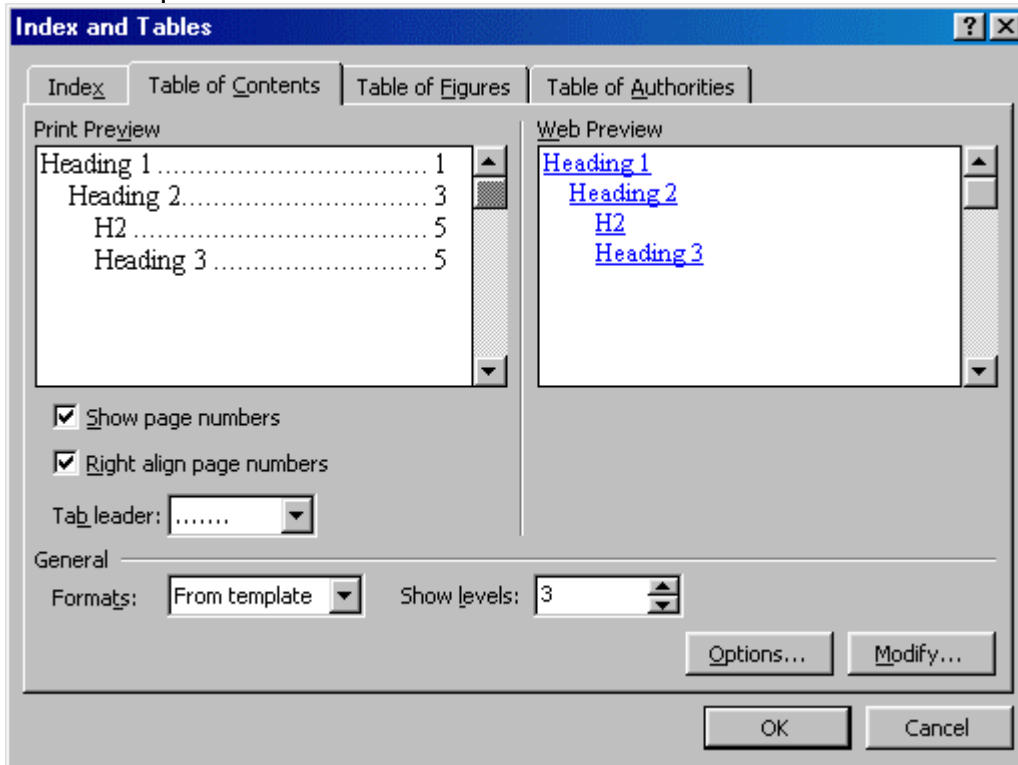 Index and Tables
Index Table of Contents Table of Figures Table of Authorities
Print Preview
Heading 1 .................................. 1
Heading 2............................... 3
H2 .................................... 5
Heading 3 .......................... 5
Web Preview
Heading 1
Heading 2
H2
Heading 3
Show page numbers
Right align page numbers
Tab leader: .......
General
Formats: From template Show levels: 3
Options... Modify...
OK Cancel